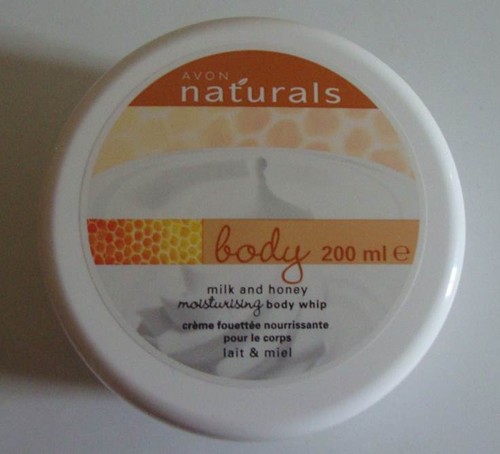 AVON
naturals
body 200 ml ℮
milk and honey
moisturising body whip
crème fouettée nourrissante
pour le corps
lait & miel